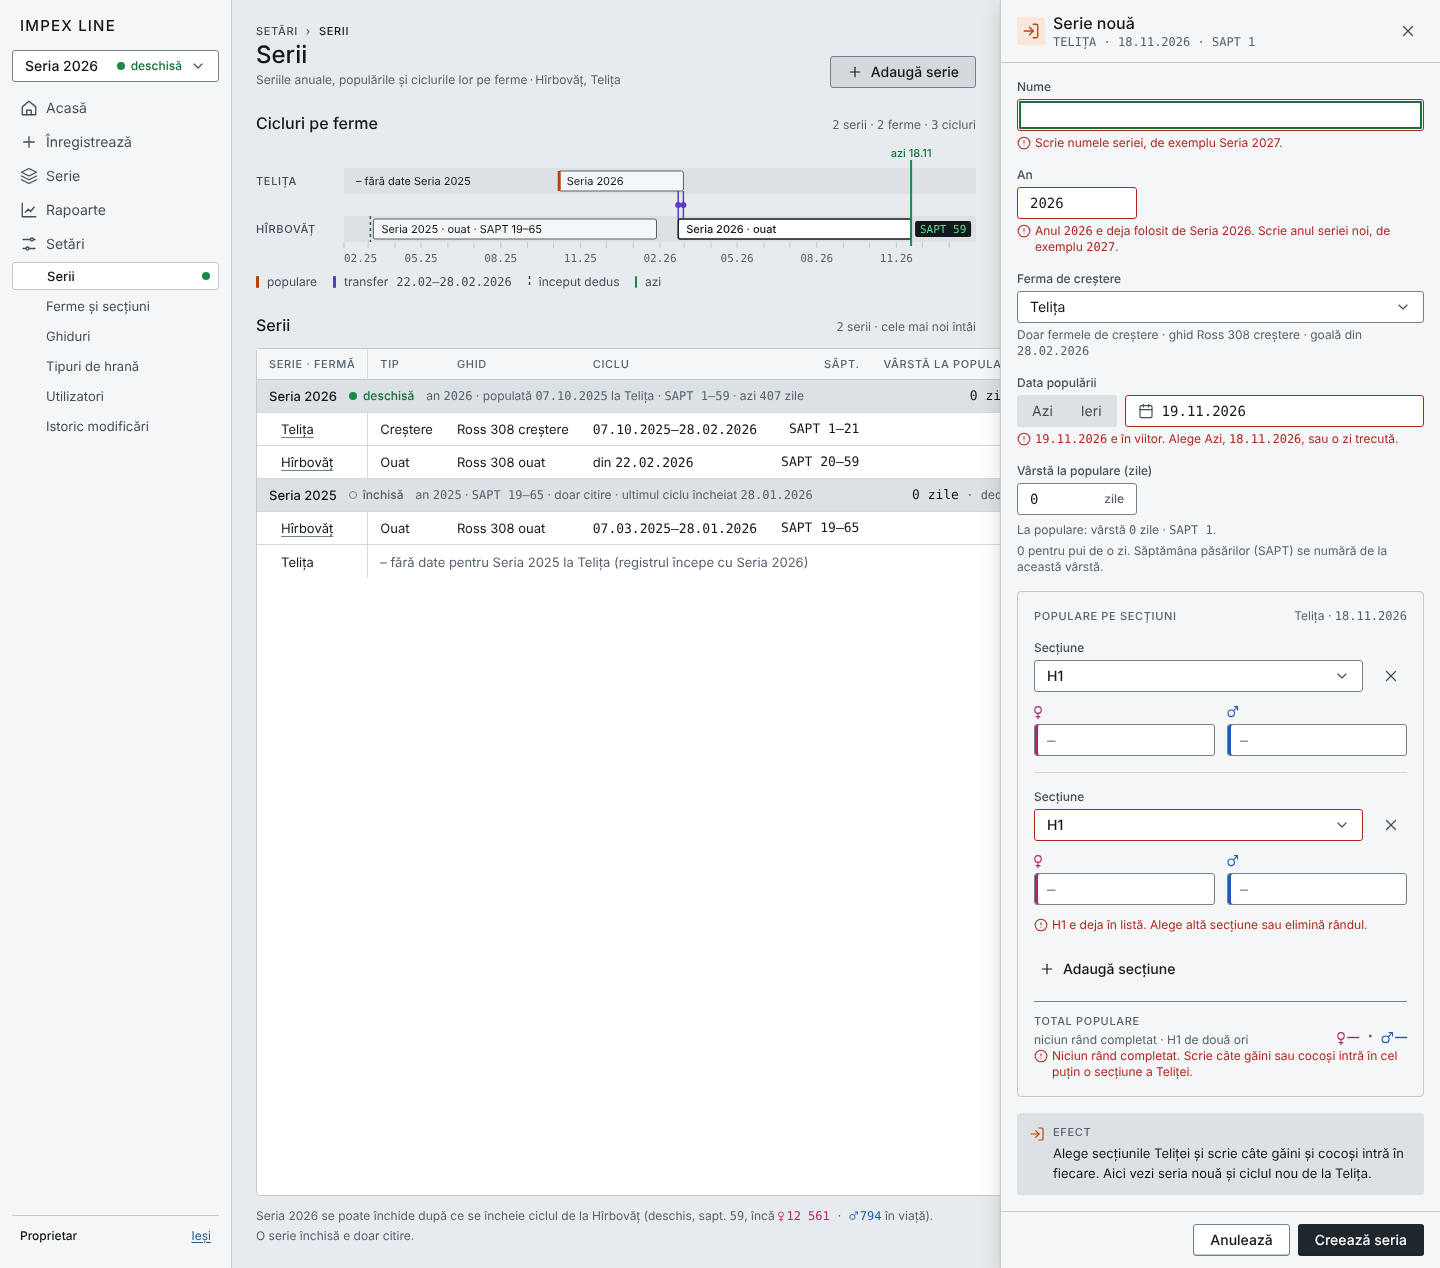 IMPEX LINE
Seria 2026 deschisă
Acasă
Înregistrează
Serie
Rapoarte
Setări
Serii
Ferme și secțiuni
Ghiduri
Tipuri de hrană
Utilizatori
Istoric modificări
Proprietar Ieși
SETĂRI › SERII
Serii
Seriile anuale, populările și ciclurile lor pe ferme · Hîrbovăț, Telița
Adaugă serie
Cicluri pe ferme
2 serii · 2 ferme · 3 cicluri
azi 18.11
TELIȚA – fără date Seria 2025 Seria 2026
HÎRBOVĂȚ Seria 2025 · ouat · SAPT 19–65 Seria 2026 · ouat SAPT 59
02.25 05.25 08.25 11.25 02.26 05.26 08.26 11.26
populare transfer 22.02–28.02.2026 început dedus azi
Serii
2 serii · cele mai noi întâi
SERIE · FERMĂ TIP GHID CICLU SĂPT. VÂRSTĂ LA POPULA
Seria 2026 deschisă an 2026 · populată 07.10.2025 la Telița · SAPT 1–59 · azi 407 zile 0 zi
Telița Creștere Ross 308 creștere 07.10.2025–28.02.2026 SAPT 1–21
Hîrbovăț Ouat Ross 308 ouat din 22.02.2026 SAPT 20–59
Seria 2025 închisă an 2025 · SAPT 19–65 · doar citire · ultimul ciclu încheiat 28.01.2026 0 zile · ded
Hîrbovăț Ouat Ross 308 ouat 07.03.2025–28.01.2026 SAPT 19–65
Telița – fără date pentru Seria 2025 la Telița (registrul începe cu Seria 2026)
Seria 2026 se poate închide după ce se încheie ciclul de la Hîrbovăț (deschis, sapt. 59, încă ♀12 561 · ♂794 în viață).
O serie închisă e doar citire.
Serie nouă
TELIȚA · 18.11.2026 · SAPT 1
Nume
Scrie numele seriei, de exemplu Seria 2027.
An
2026
Anul 2026 e deja folosit de Seria 2026. Scrie anul seriei noi, de
exemplu 2027.
Ferma de creștere
Telița
Doar fermele de creștere · ghid Ross 308 creștere · goală din
28.02.2026
Data populării
Azi Ieri 19.11.2026
19.11.2026 e în viitor. Alege Azi, 18.11.2026, sau o zi trecută.
Vârstă la populare (zile)
0 zile
La populare: vârstă 0 zile · SAPT 1.
0 pentru pui de o zi. Săptămâna păsărilor (SAPT) se numără de la
această vârstă.
POPULARE PE SECȚIUNI Telița · 18.11.2026
Secțiune
H1
♀ ♂
– –
Secțiune
H1
♀ ♂
– –
H1 e deja în listă. Alege altă secțiune sau elimină rândul.
Adaugă secțiune
TOTAL POPULARE
niciun rând completat · H1 de două ori ♀— · ♂—
Niciun rând completat. Scrie câte găini sau cocoși intră în cel
puțin o secțiune a Teliței.
EFECT
Alege secțiunile Teliței și scrie câte găini și cocoși intră în
fiecare. Aici vezi seria nouă și ciclul nou de la Telița.
Anulează Creează seria